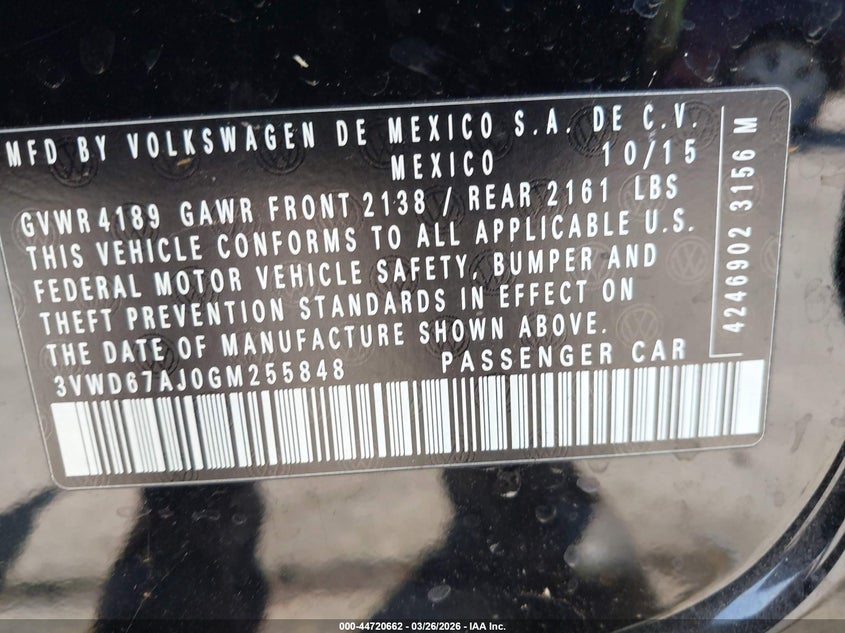 MFD BY VOLKSWAGEN DE MEXICO S.A. DE C.V.
MEXICO 10/15
GVWR 4189 GAWR FRONT 2138 / REAR 2161 LBS
THIS VEHICLE CONFORMS TO ALL APPLICABLE U.S.
FEDERAL MOTOR VEHICLE SAFETY, BUMPER AND
THEFT PREVENTION STANDARDS IN EFFECT ON
THE DATE OF MANUFACTURE SHOWN ABOVE.
3VWD67AJ0GM255848 PASSENGER CAR
4246902 3156 M
000-44720662 - 03/26/2026 - IAA Inc.